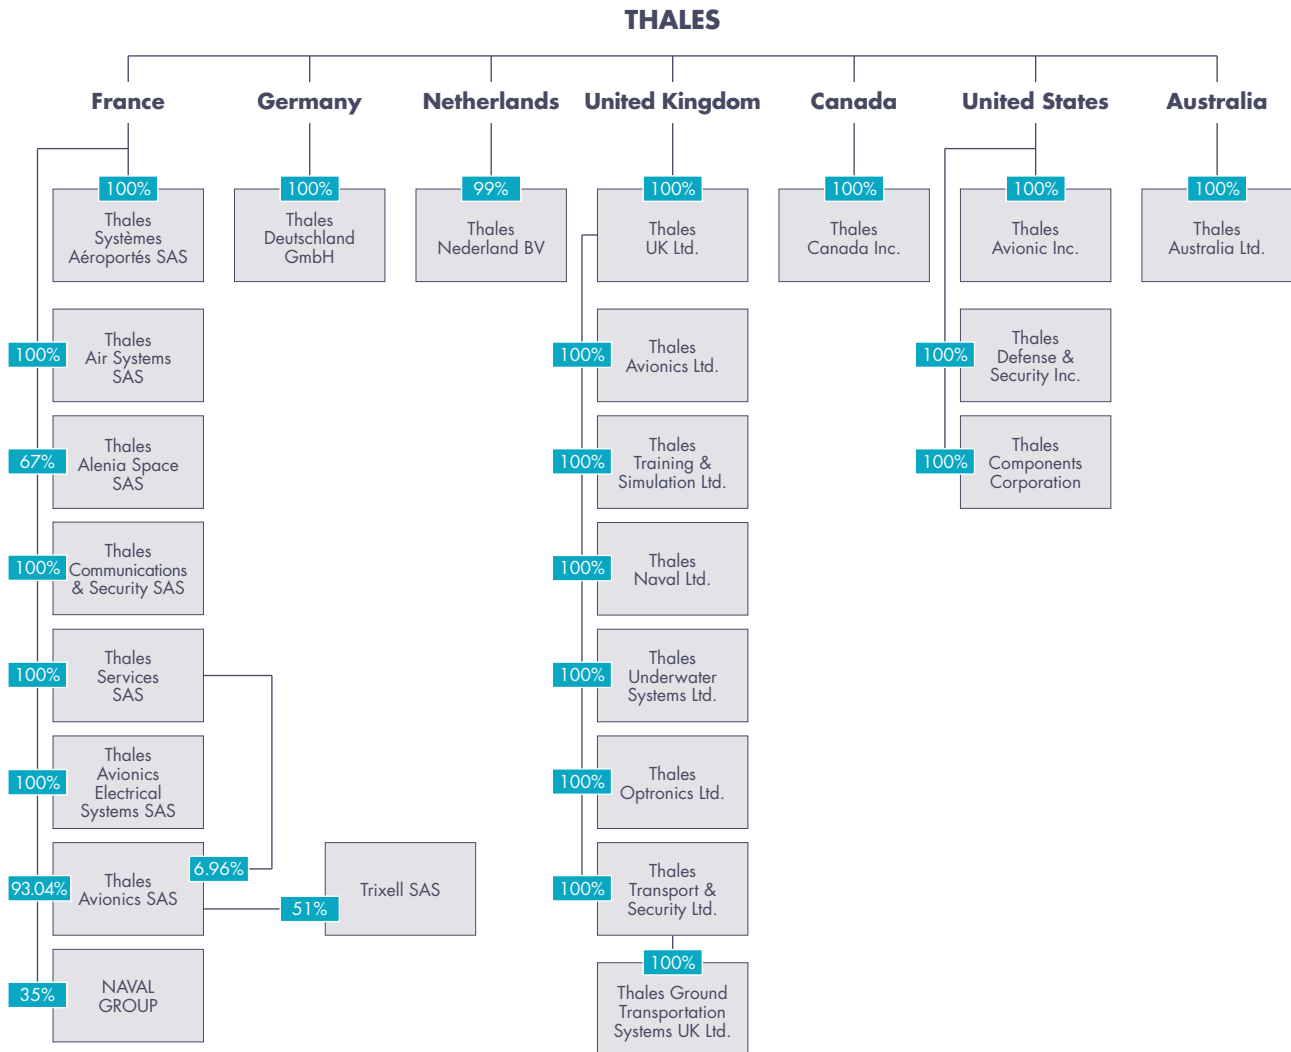 THALES
France
Germany
Netherlands
United Kingdom
Canada
United States
Australia
100%
Thales
Systèmes
Aéroportés SAS
100%
Thales
Deutschland
GmbH
99%
Thales
Nederland BV
100%
Thales
UK Ltd.
100%
Thales
Canada Inc.
100%
Thales
Avionic Inc.
100%
Thales
Australia Ltd.
100%
Thales
Air Systems
SAS
100%
Thales
Avionics Ltd.
100%
Thales
Defense &
Security Inc.
67%
Thales
Alenia Space
SAS
100%
Thales
Training &
Simulation Ltd.
100%
Thales
Components
Corporation
100%
Thales
Communications
& Security SAS
100%
Thales
Naval Ltd.
100%
Thales
Services
SAS
100%
Thales
Underwater
Systems Ltd.
100%
Thales
Avionics
Electrical
Systems SAS
100%
Thales
Optronics Ltd.
93.04%
Thales
Avionics SAS
6.96%
51%
Trixell SAS
100%
Thales
Transport &
Security Ltd.
35%
NAVAL
GROUP
100%
Thales Ground
Transportation
Systems UK Ltd.